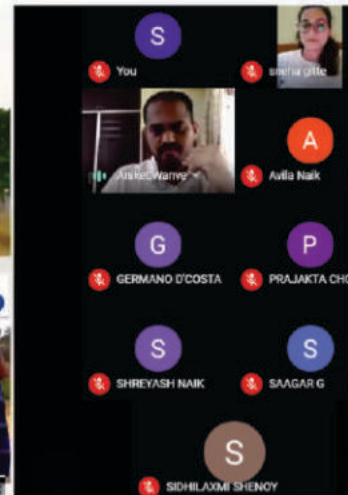 S
You
sneha gitte
Aniket Wanve
A
Avila Naik
G
GERMANO D'COSTA
P
PRAJAKTA CHO
S
SHREYASH NAIK
S
SAAGAR G
S
SIDHILAXMI SHENOY